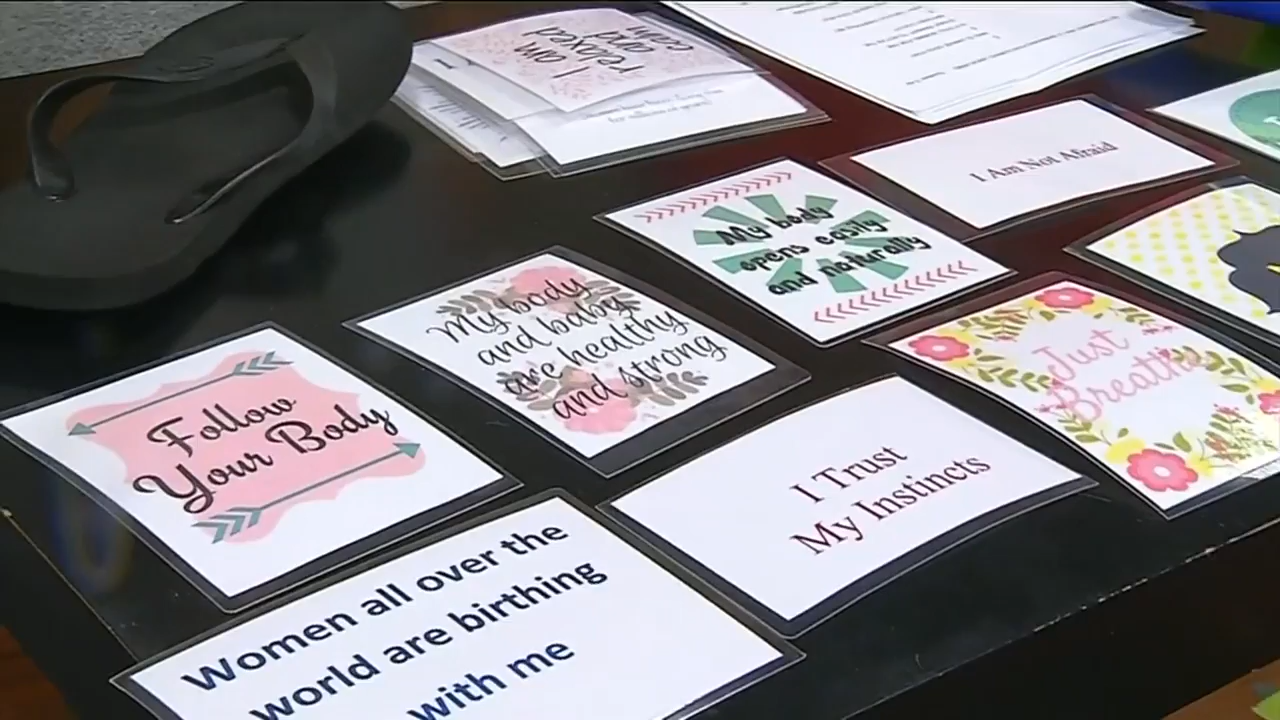 I am
calm
and
relaxed
I Am Not Afraid
My body
opens easily
and naturally
My body
and baby
are healthy
and strong
Just
Breathe
Follow
Your Body
I Trust
My Instincts
Women all over the
world are birthing
with me